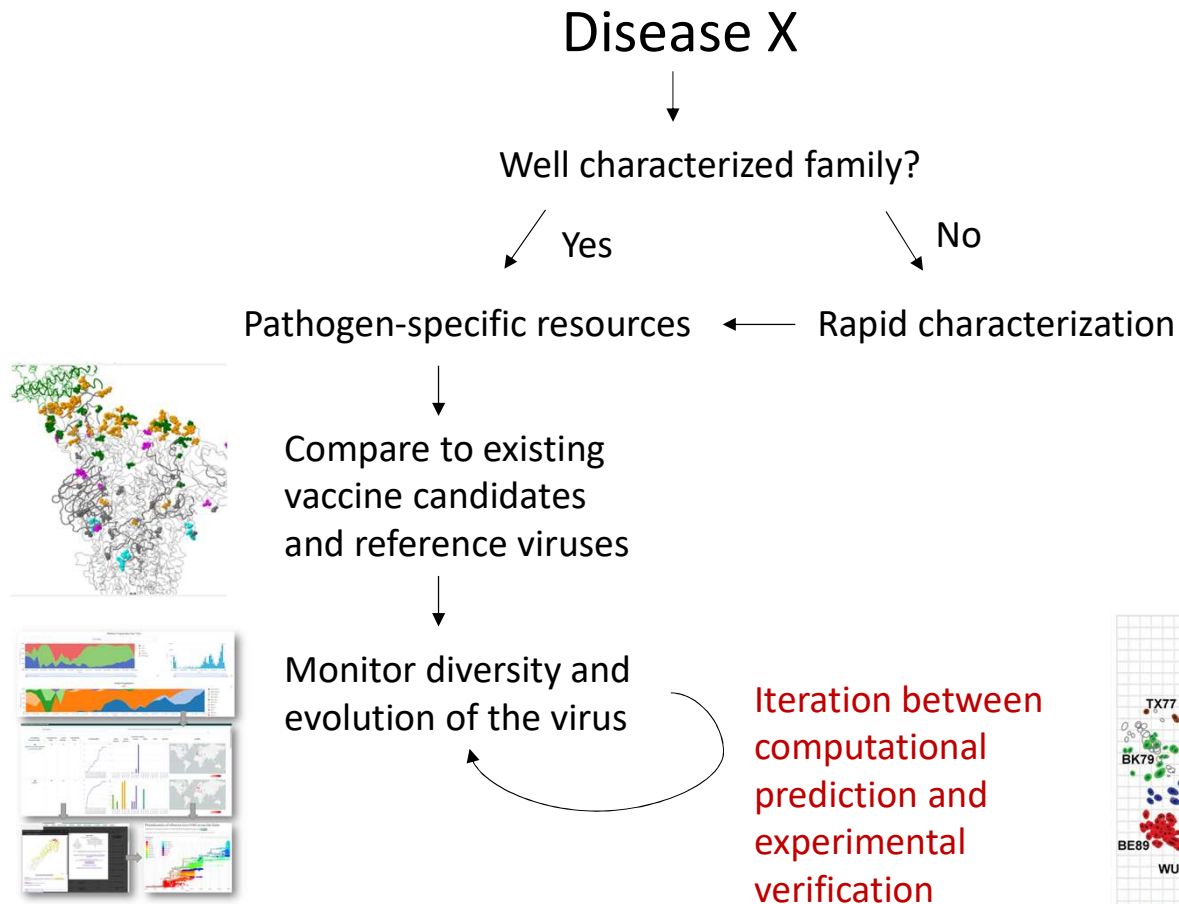 Disease X
Well characterized family?
Yes
No
Pathogen-specific resources
Rapid characterization
Compare to existing
vaccine candidates
and reference viruses
Monitor diversity and
evolution of the virus
Iteration between
computational
prediction and
experimental
verification
TX77
BK79
BE89
WU